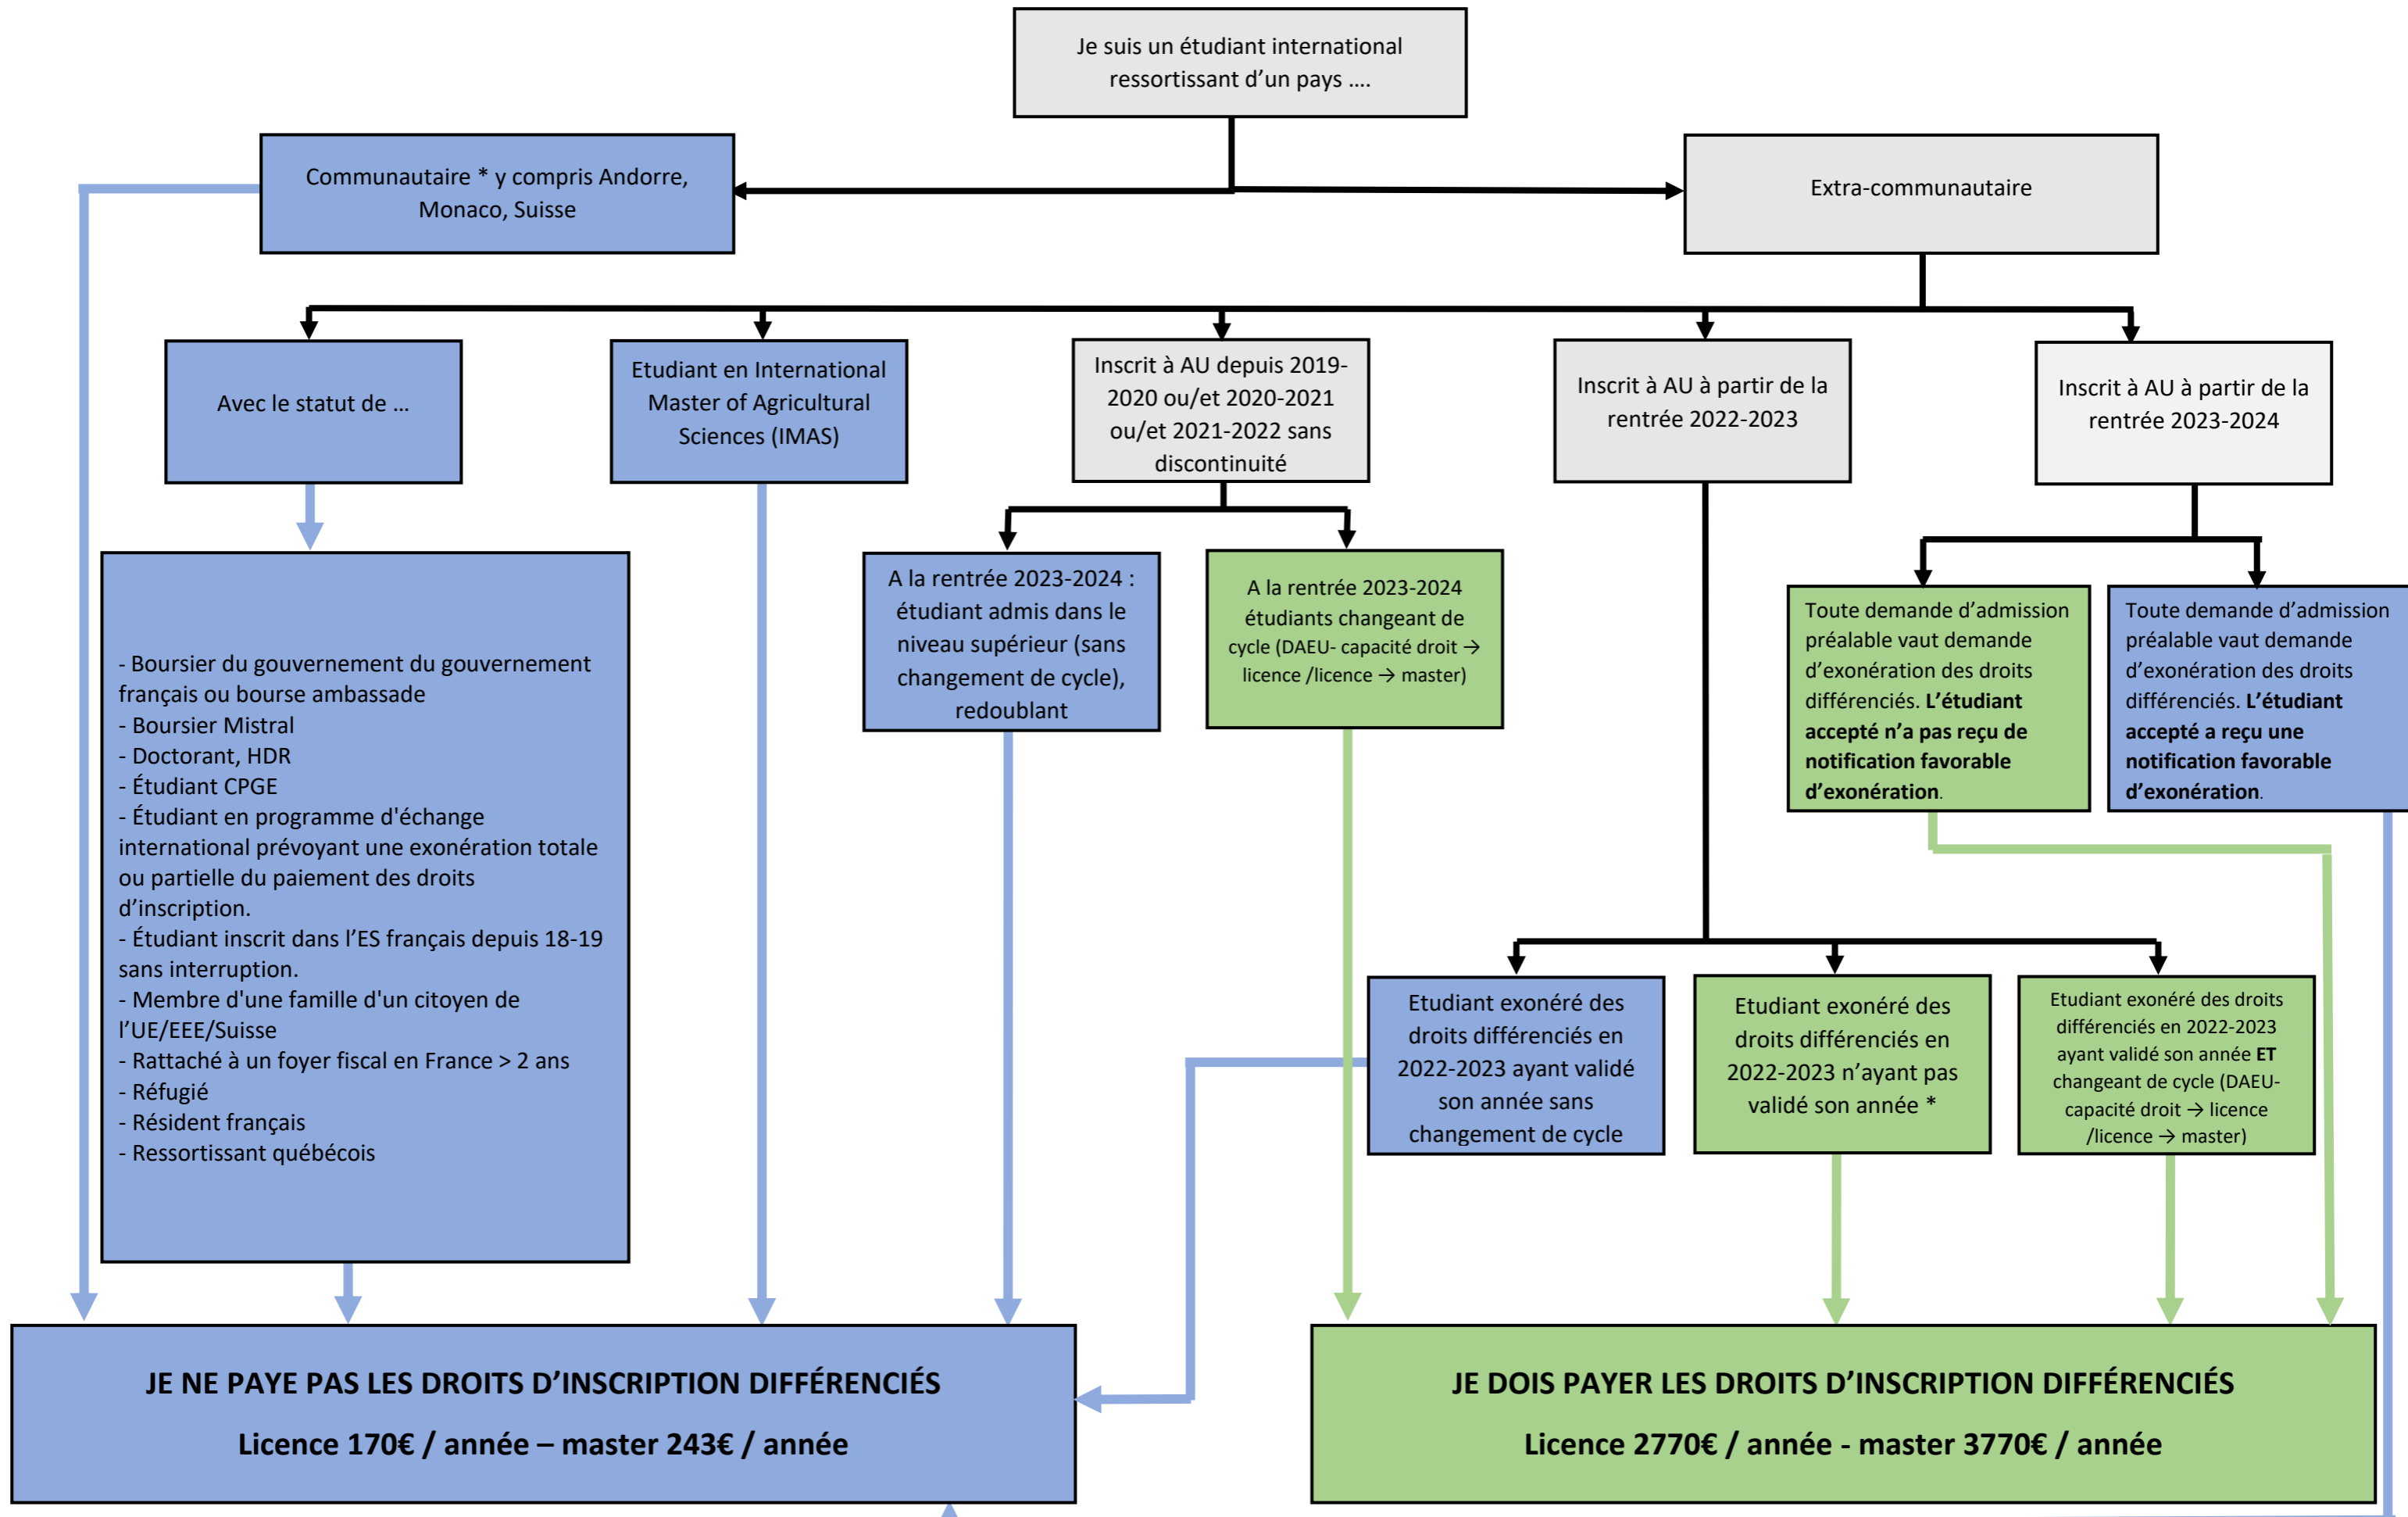 Je suis un étudiant international
ressortissant d’un pays ….
Communautaire * y compris Andorre,
Monaco, Suisse
Extra-communautaire
Avec le statut de …
Etudiant en International
Master of Agricultural
Sciences (IMAS)
Inscrit à AU depuis 2019-
2020 ou/et 2020-2021
ou/et 2021-2022 sans
discontinuité
Inscrit à AU à partir de la
rentrée 2022-2023
Inscrit à AU à partir de la
rentrée 2023-2024
- Boursier du gouvernement du gouvernement
français ou bourse ambassade
- Boursier Mistral
- Doctorant, HDR
- Étudiant CPGE
- Étudiant en programme d'échange
international prévoyant une exonération totale
ou partielle du paiement des droits
d’inscription.
- Étudiant inscrit dans l’ES français depuis 18-19
sans interruption.
- Membre d'une famille d'un citoyen de
l’UE/EEE/Suisse
- Rattaché à un foyer fiscal en France > 2 ans
- Réfugié
- Résident français
- Ressortissant québécois
A la rentrée 2023-2024 :
étudiant admis dans le
niveau supérieur (sans
changement de cycle),
redoublant
A la rentrée 2023-2024
étudiants changeant de
cycle (DAEU- capacité droit →
licence /licence → master)
Toute demande d’admission
préalable vaut demande
d’exonération des droits
différenciés. L’étudiant
accepté n’a pas reçu de
notification favorable
d’exonération.
Toute demande d’admission
préalable vaut demande
d’exonération des droits
différenciés. L’étudiant
accepté a reçu une
notification favorable
d’exonération.
Etudiant exonéré des
droits différenciés en
2022-2023 ayant validé
son année sans
changement de cycle
Etudiant exonéré des
droits différenciés en
2022-2023 n’ayant pas
validé son année *
Etudiant exonéré des droits
différenciés en 2022-2023
ayant validé son année ET
changeant de cycle (DAEU-
capacité droit → licence
/licence → master)
JE NE PAYE PAS LES DROITS D’INSCRIPTION DIFFÉRENCIÉS
Licence 170€ / année – master 243€ / année
JE DOIS PAYER LES DROITS D’INSCRIPTION DIFFÉRENCIÉS
Licence 2770€ / année - master 3770€ / année